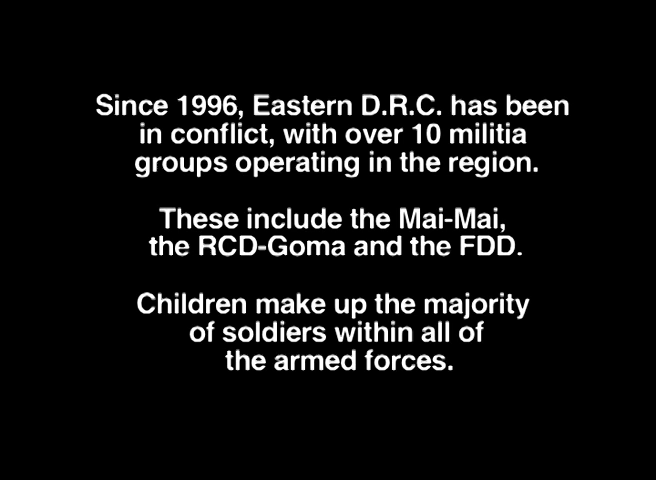 Since 1996, Eastern D.R.C. has been
in conflict, with over 10 militia
groups operating in the region.
These include the Mai-Mai,
the RCD-Goma and the FDD.
Children make up the majority
of soldiers within all of
the armed forces.